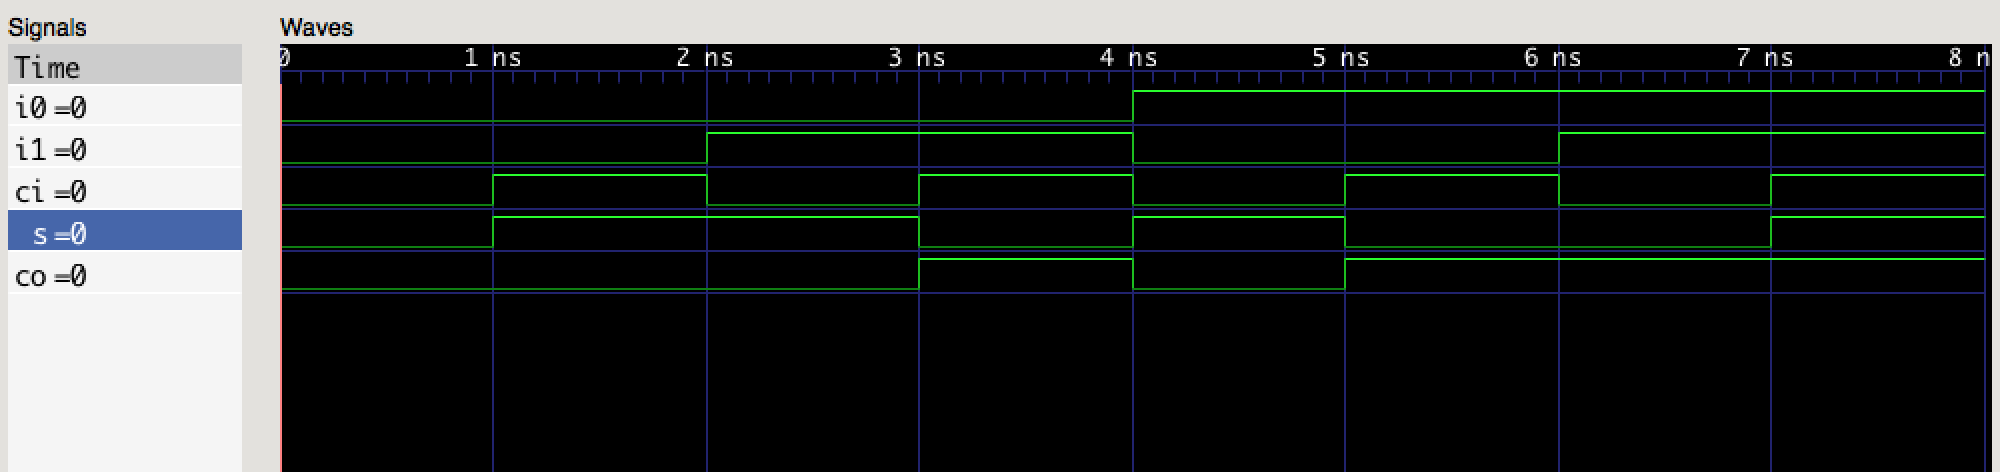 Signals
Waves
Time
0 1 ns 2 ns 3 ns 4 ns 5 ns 6 ns 7 ns 8 n
i0 =0
i1 =0
ci =0
s =0
co =0